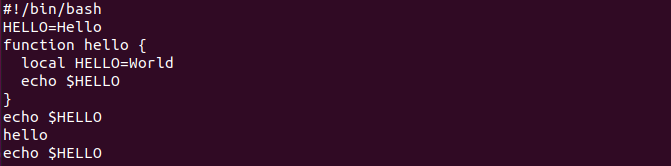 #!/bin/bash
HELLO=Hello
function hello {
  local HELLO=World
  echo $HELLO
}
echo $HELLO
hello
echo $HELLO